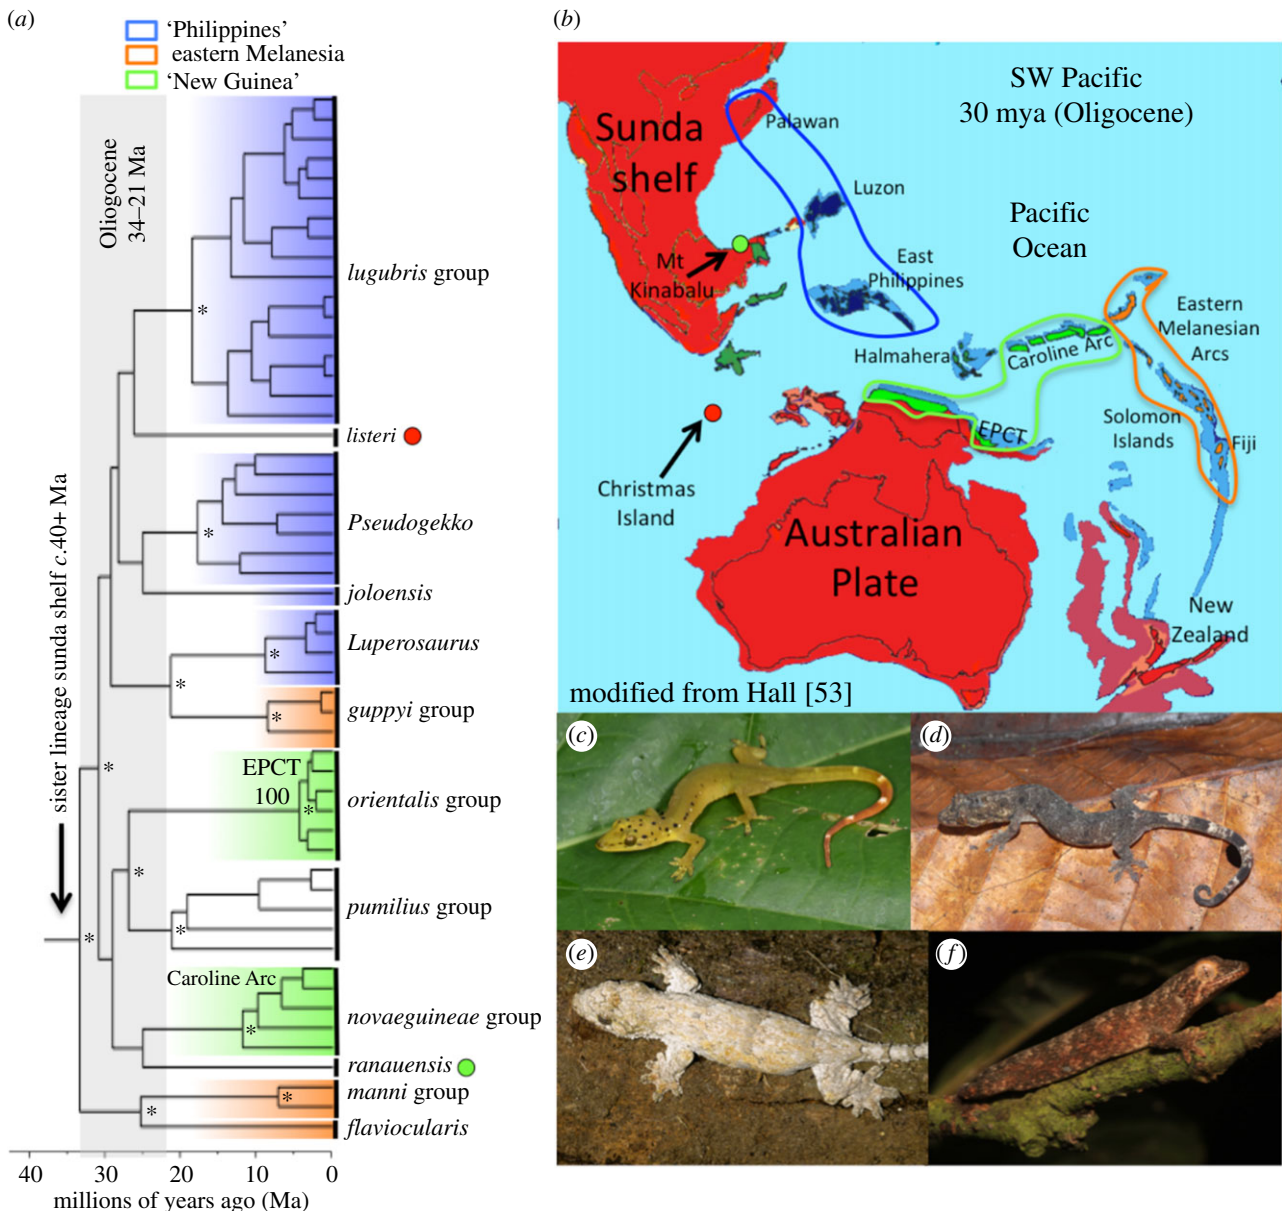 (a)
'Philippines'
eastern Melanesia
'New Guinea'
Oliogocene
34–21 Ma
sister lineage sunda shelf c.40+ Ma
lugubris group
listeri
Pseudogekko
joloensis
Luperosaurus
guppyi group
EPCT
100
orientalis group
pumilius group
Caroline Arc
novaeguineae group
ranauensis
manni group
flaviocularis
* * * * * * * * * * * *
40 30 20 10 0
millions of years ago (Ma)
(b)
SW Pacific
30 mya (Oligocene)
Sunda
shelf
Palawan
Luzon
Pacific
Ocean
Mt
Kinabalu
East
Philippines
Halmahera
Caroline Arc
Eastern
Melanesian
Arcs
Solomon
Islands
Fiji
EPCT
Christmas
Island
Australian
Plate
New
Zealand
modified from Hall [53]
(c)
(d)
(e)
(f)